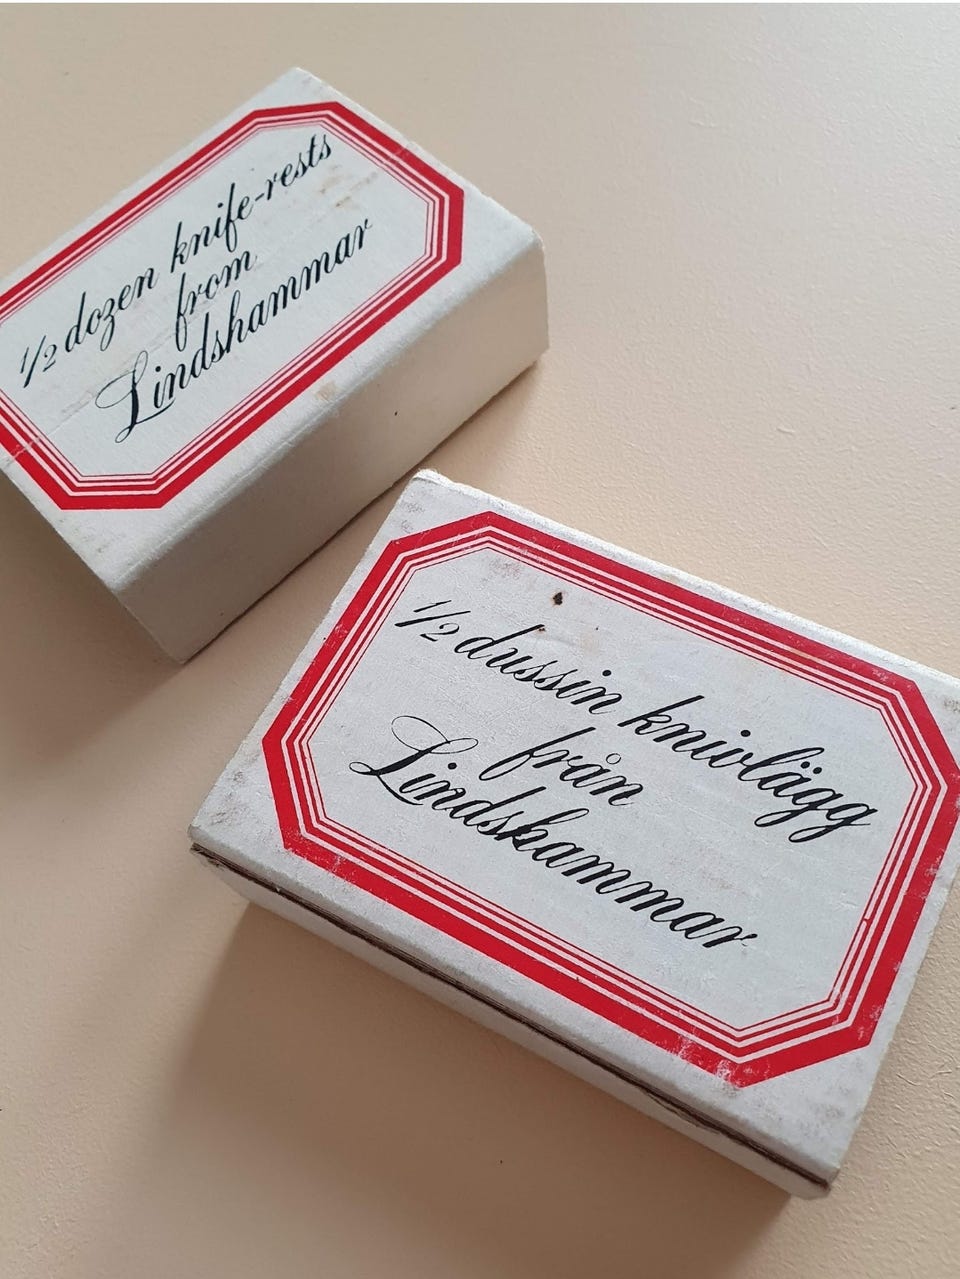 1/2 dozen knife-rests
from
Lindshammar
1/2 dussin knivlägg
från
Lindshammar